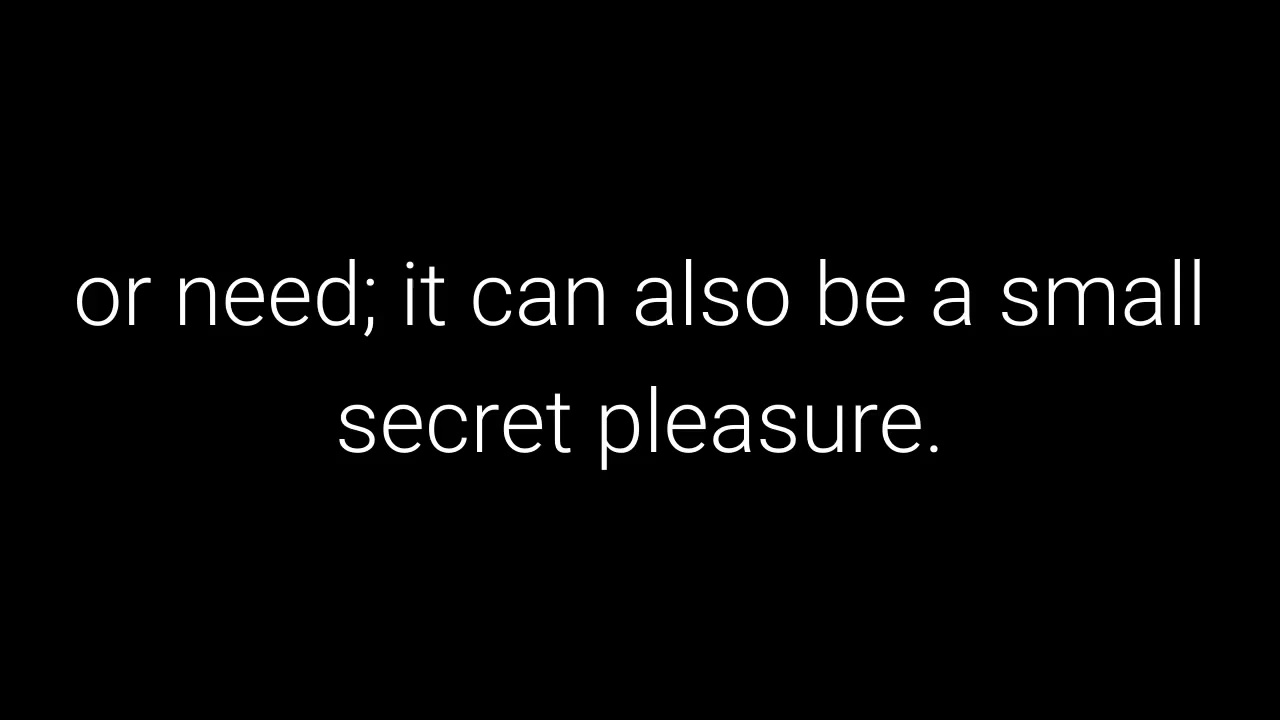 or need; it can also be a small
secret pleasure.